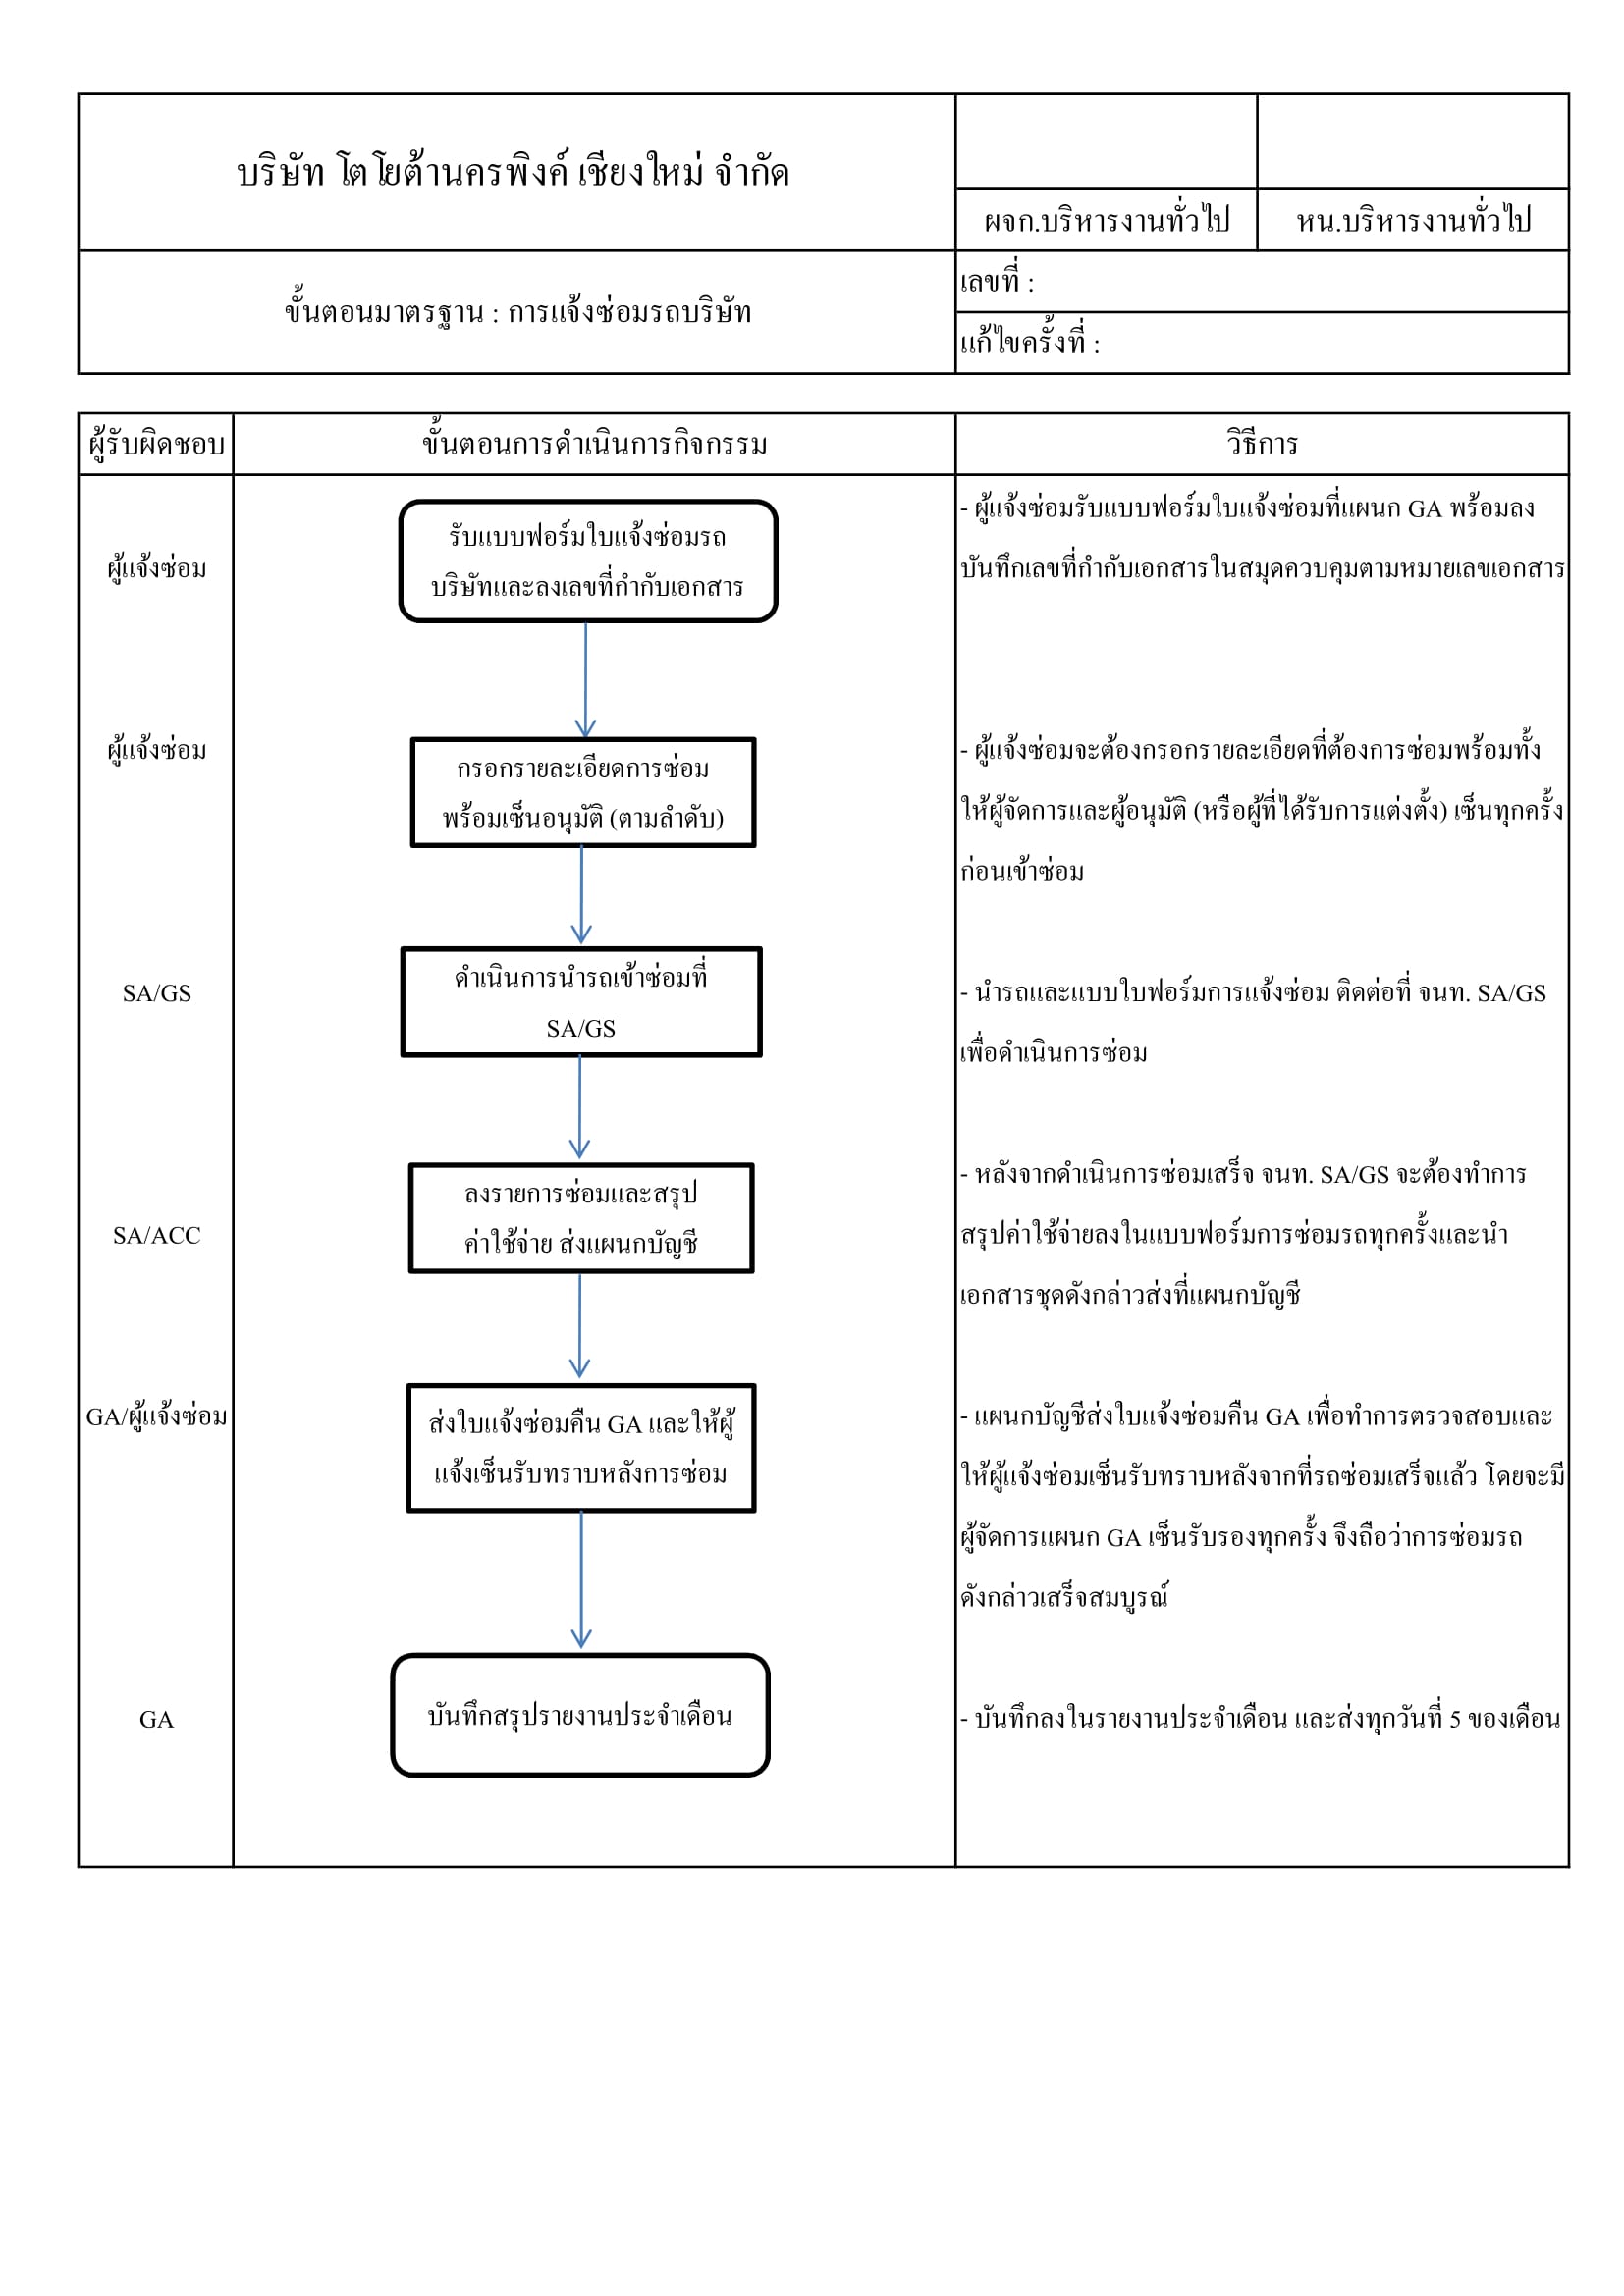 บริษัท โตโยต้านครพิงค์ เชียงใหม่ จำกัด
ผจก.บริหารงานทั่วไป
หน.บริหารงานทั่วไป
ขั้นตอนมาตรฐาน : การแจ้งซ่อมรถบริษัท
เลขที่ :
แก้ไขครั้งที่ :
ผู้รับผิดชอบ
ขั้นตอนการดำเนินการกิจกรรม
วิธีการ
ผู้แจ้งซ่อม
รับแบบฟอร์มใบแจ้งซ่อมรถ
บริษัทและลงเลขที่กำกับเอกสาร
- ผู้แจ้งซ่อมรับแบบฟอร์มใบแจ้งซ่อมที่แผนก GA พร้อมลง
บันทึกเลขที่กำกับเอกสารในสมุดควบคุมตามหมายเลขเอกสาร
ผู้แจ้งซ่อม
กรอกรายละเอียดการซ่อม
พร้อมเซ็นอนุมัติ (ตามลำดับ)
- ผู้แจ้งซ่อมจะต้องกรอกรายละเอียดที่ต้องการซ่อมพร้อมทั้ง
ให้ผู้จัดการและผู้อนุมัติ (หรือผู้ที่ได้รับการแต่งตั้ง) เซ็นทุกครั้ง
ก่อนเข้าซ่อม
SA/GS
ดำเนินการนำรถเข้าซ่อมที่
SA/GS
- นำรถและแบบใบฟอร์มการแจ้งซ่อม ติดต่อที่ จนท. SA/GS
เพื่อดำเนินการซ่อม
SA/ACC
ลงรายการซ่อมและสรุป
ค่าใช้จ่าย ส่งแผนกบัญชี
- หลังจากดำเนินการซ่อมเสร็จ จนท. SA/GS จะต้องทำการ
สรุปค่าใช้จ่ายลงในแบบฟอร์มการซ่อมรถทุกครั้งและนำ
เอกสารชุดดังกล่าวส่งที่แผนกบัญชี
GA/ผู้แจ้งซ่อม
ส่งใบแจ้งซ่อมคืน GA และให้ผู้
แจ้งเซ็นรับทราบหลังการซ่อม
- แผนกบัญชีส่งใบแจ้งซ่อมคืน GA เพื่อทำการตรวจสอบและ
ให้ผู้แจ้งซ่อมเซ็นรับทราบหลังจากที่รถซ่อมเสร็จแล้ว โดยจะมี
ผู้จัดการแผนก GA เซ็นรับรองทุกครั้ง จึงถือว่าการซ่อมรถ
ดังกล่าวเสร็จสมบูรณ์
GA
บันทึกสรุปรายงานประจำเดือน
- บันทึกลงในรายงานประจำเดือน และส่งทุกวันที่ 5 ของเดือน